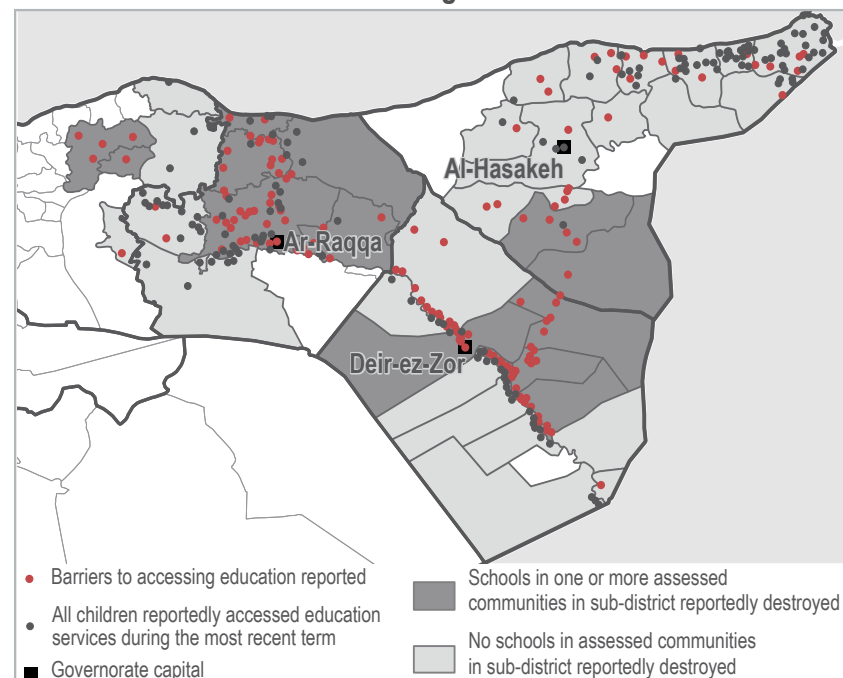 Al-Hasakeh
Ar-Raqqa
Deir-ez-Zor
Barriers to accessing education reported
All children reportedly accessed education
services during the most recent term
Governorate capital
Schools in one or more assessed
communities in sub-district reportedly destroyed
No schools in assessed communities
in sub-district reportedly destroyed